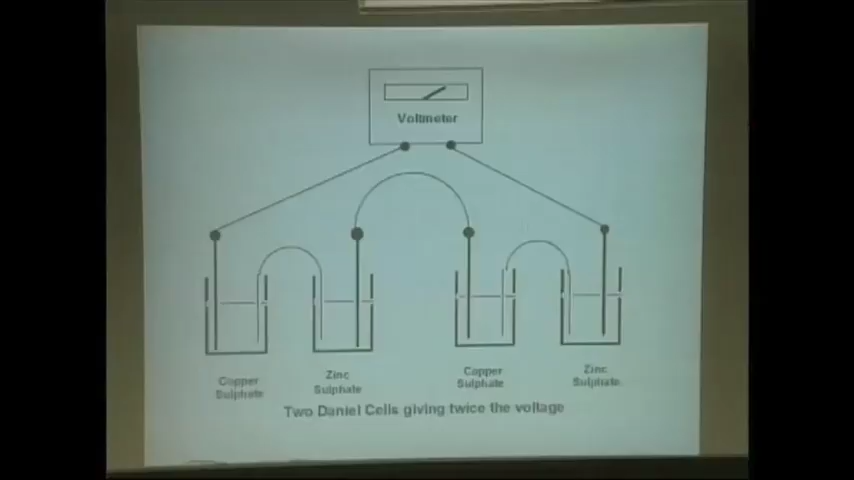 Voltmeter
Copper
Sulphate
Zinc
Sulphate
Copper
Sulphate
Zinc
Sulphate
Two Daniel Cells giving twice the voltage